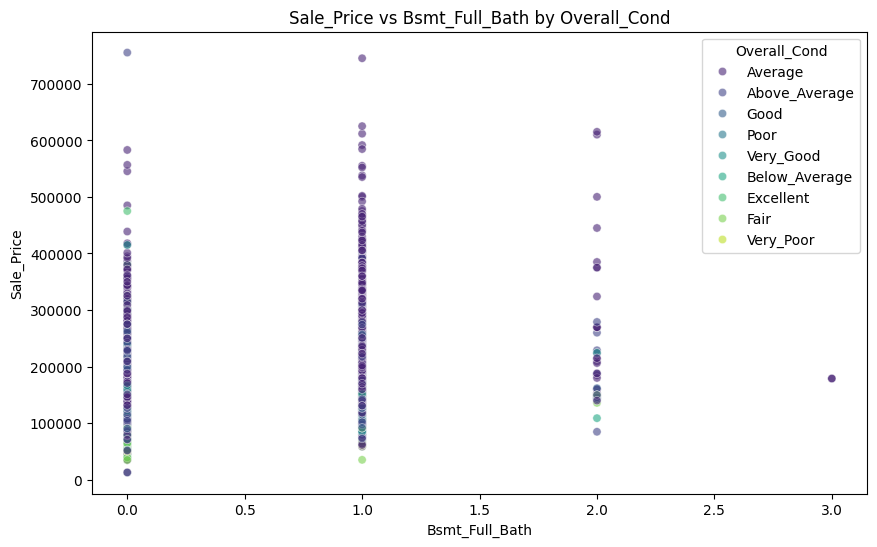 Sale_Price vs Bsmt_Full_Bath by Overall_Cond
Overall_Cond
Average
Above_Average
Good
Poor
Very_Good
Below_Average
Excellent
Fair
Very_Poor
Sale_Price
700000
600000
500000
400000
300000
200000
100000
0
0.0
0.5
1.0
1.5
2.0
2.5
3.0
Bsmt_Full_Bath